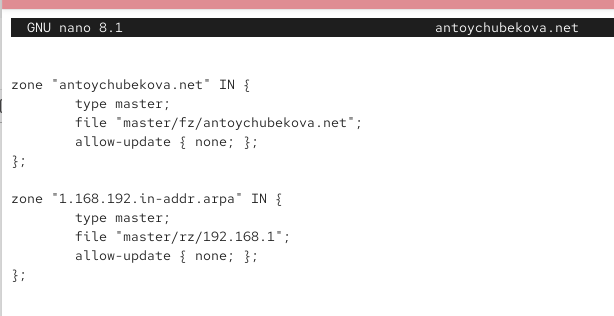 GNU nano 8.1 antoychubekova.net
zone "antoychubekova.net" IN {
type master;
file "master/fz/antoychubekova.net";
allow-update { none; };
};
zone "1.168.192.in-addr.arpa" IN {
type master;
file "master/rz/192.168.1";
allow-update { none; };
};